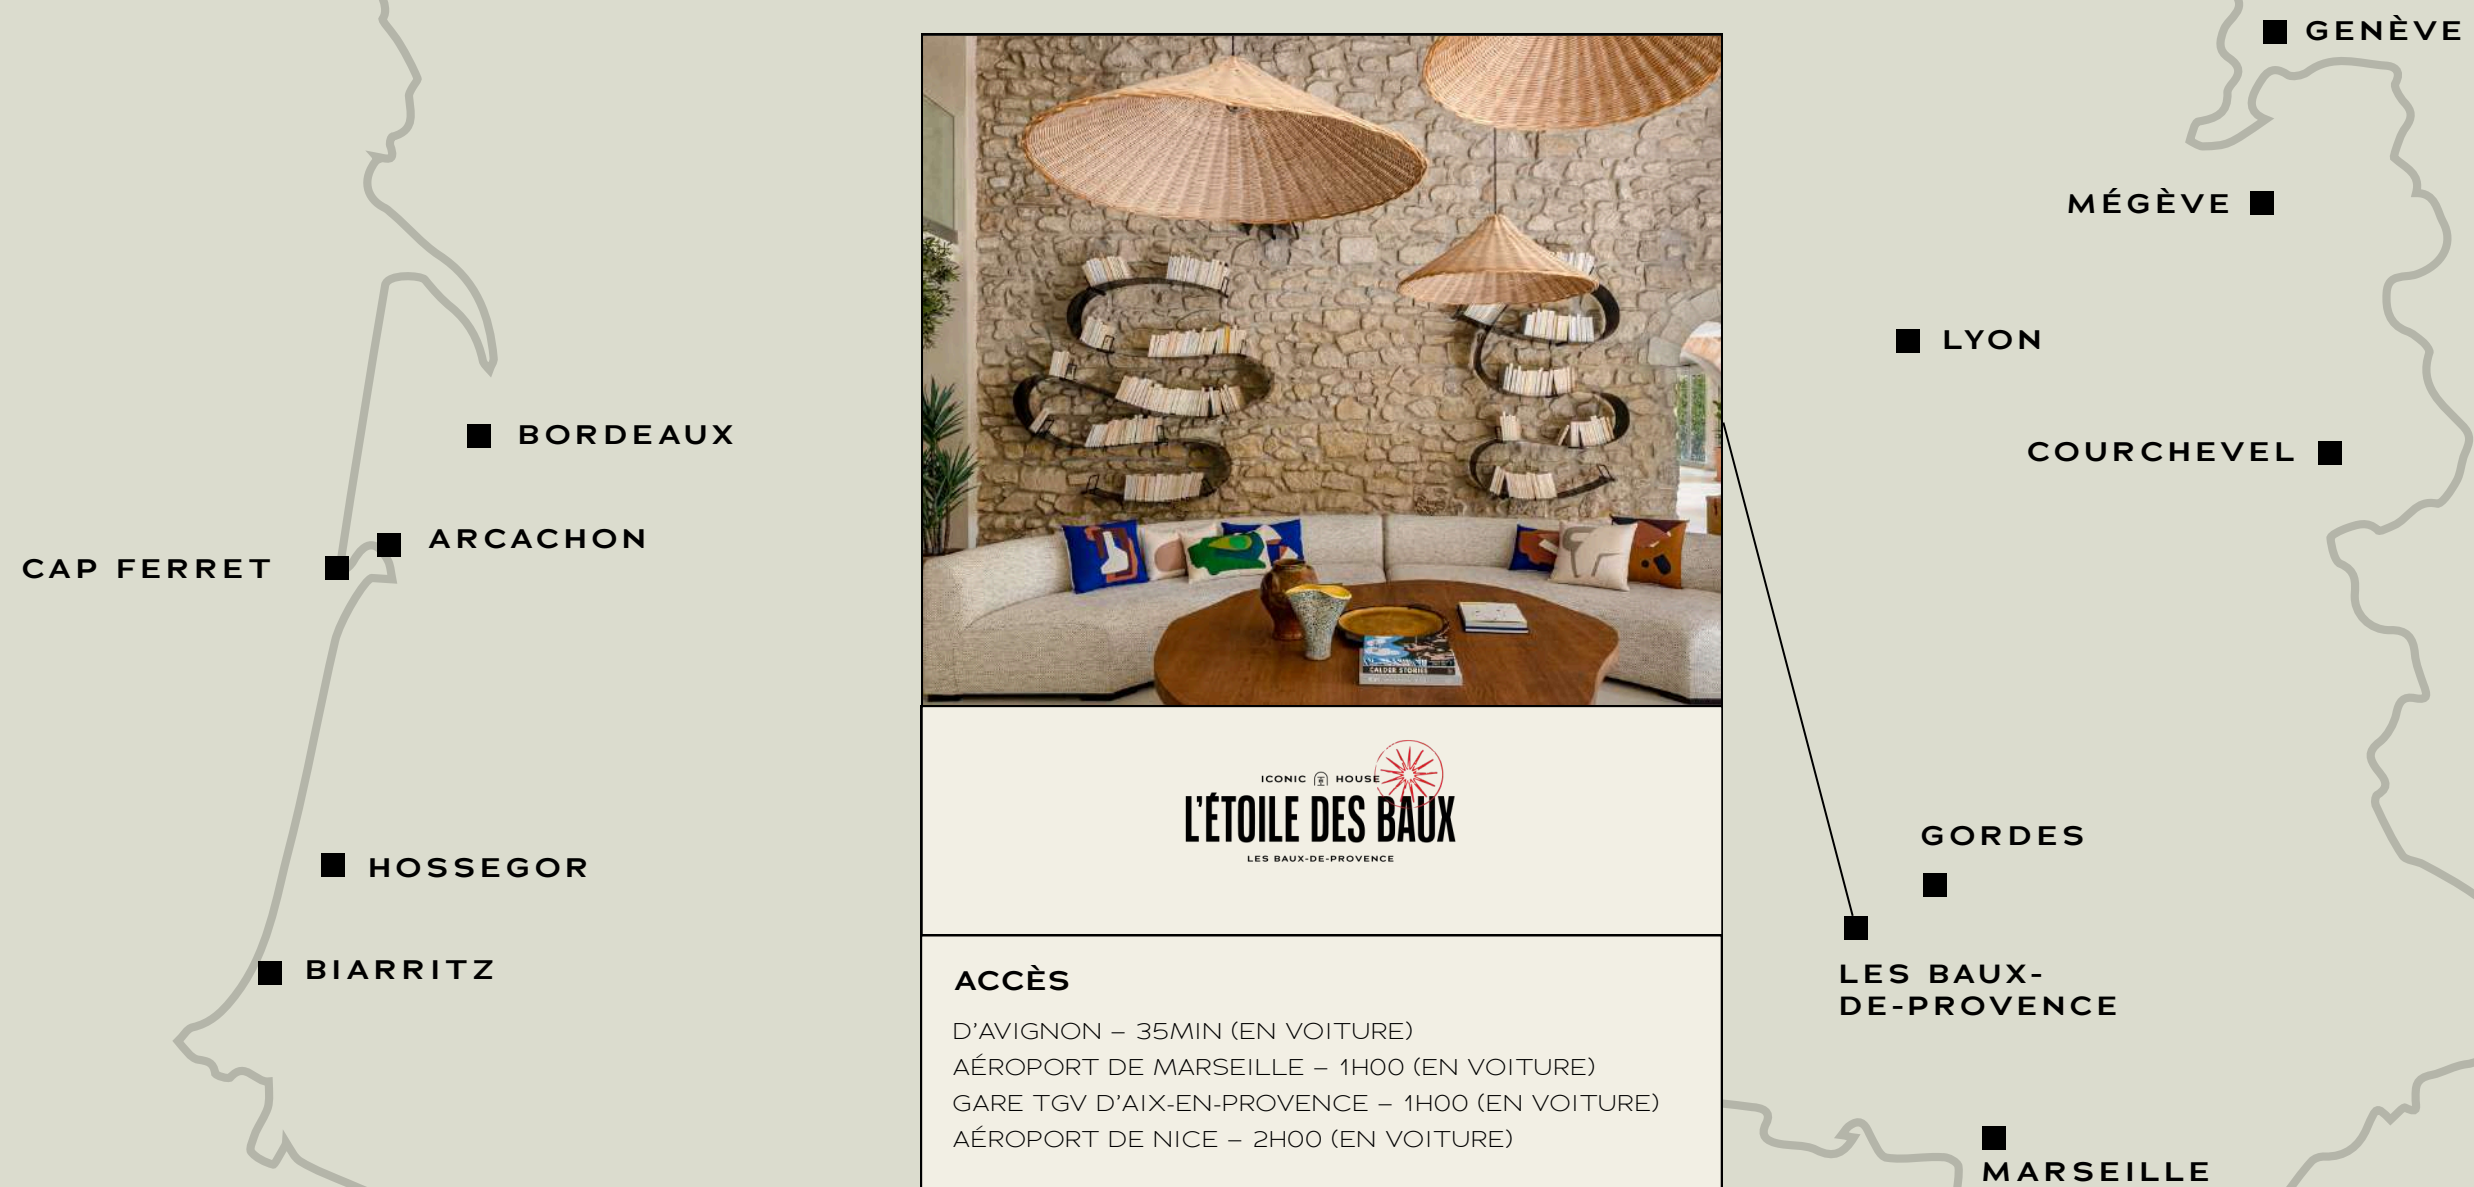 GENÈVE
MÉGÈVE
LYON
BORDEAUX
COURCHEVEL
ARCACHON
CAP FERRET
CALDER STORIES
ICONIC HOUSE
L'ÉTOILE DES BAUX
LES BAUX-DE-PROVENCE
GORDES
HOSSEGOR
BIARRITZ
LES BAUX-
DE-PROVENCE
ACCÈS
D'AVIGNON – 35MIN (EN VOITURE)
AÉROPORT DE MARSEILLE – 1H00 (EN VOITURE)
GARE TGV D'AIX-EN-PROVENCE – 1H00 (EN VOITURE)
AÉROPORT DE NICE – 2H00 (EN VOITURE)
MARSEILLE